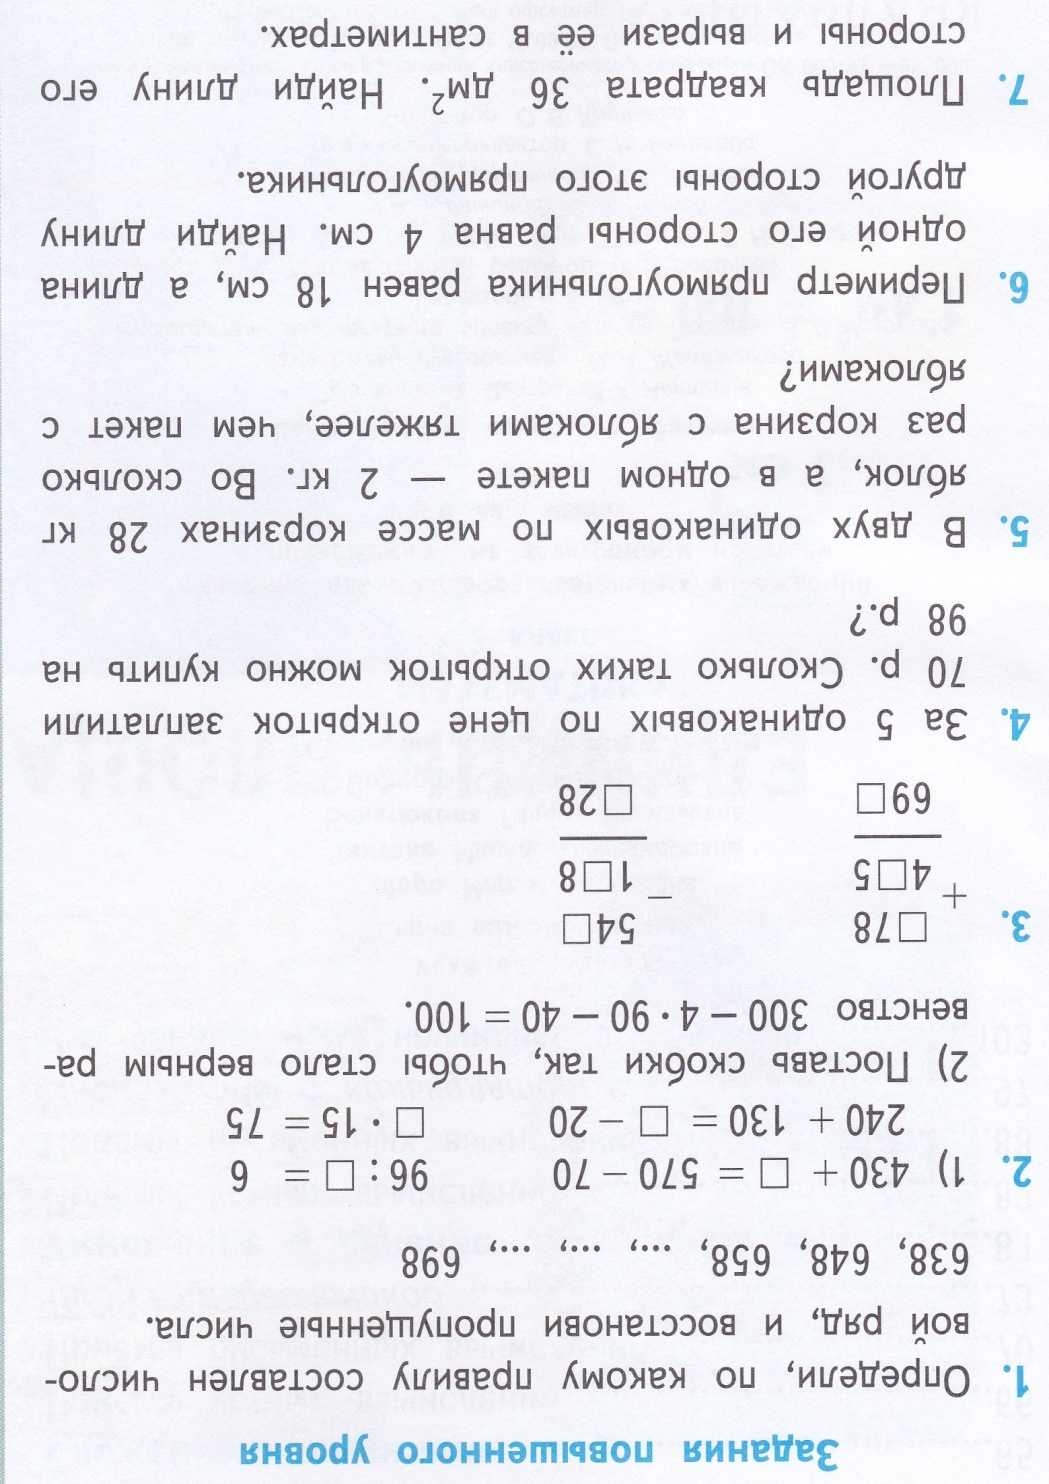 Задания повышенного уровня
1. Определи, по какому правилу составлен число-
вой ряд, и восстанови пропущенные числа.
638, 648, 658, ..., ..., ..., 698
2. 1) 430 + □ = 570 – 70 96 : □ = 6
240 + 130 = □ – 20 □ · 15 = 75
2) Поставь скобки так, чтобы стало верным ра-
венство 300 – 4 · 90 – 40 = 100.
3. □78 54□
+ 4□5 – 1□8
69□ □28
4. За 5 одинаковых по цене открыток заплатили
70 р. Сколько таких открыток можно купить на
98 р.?
5. В двух одинаковых по массе корзинах 28 кг
яблок, а в одном пакете — 2 кг. Во сколько
раз корзина с яблоками тяжелее, чем пакет с
яблоками?
6. Периметр прямоугольника равен 18 см, а длина
одной его стороны равна 4 см. Найди длину
другой стороны этого прямоугольника.
7. Площадь квадрата 36 дм². Найди длину его
стороны и вырази её в сантиметрах.